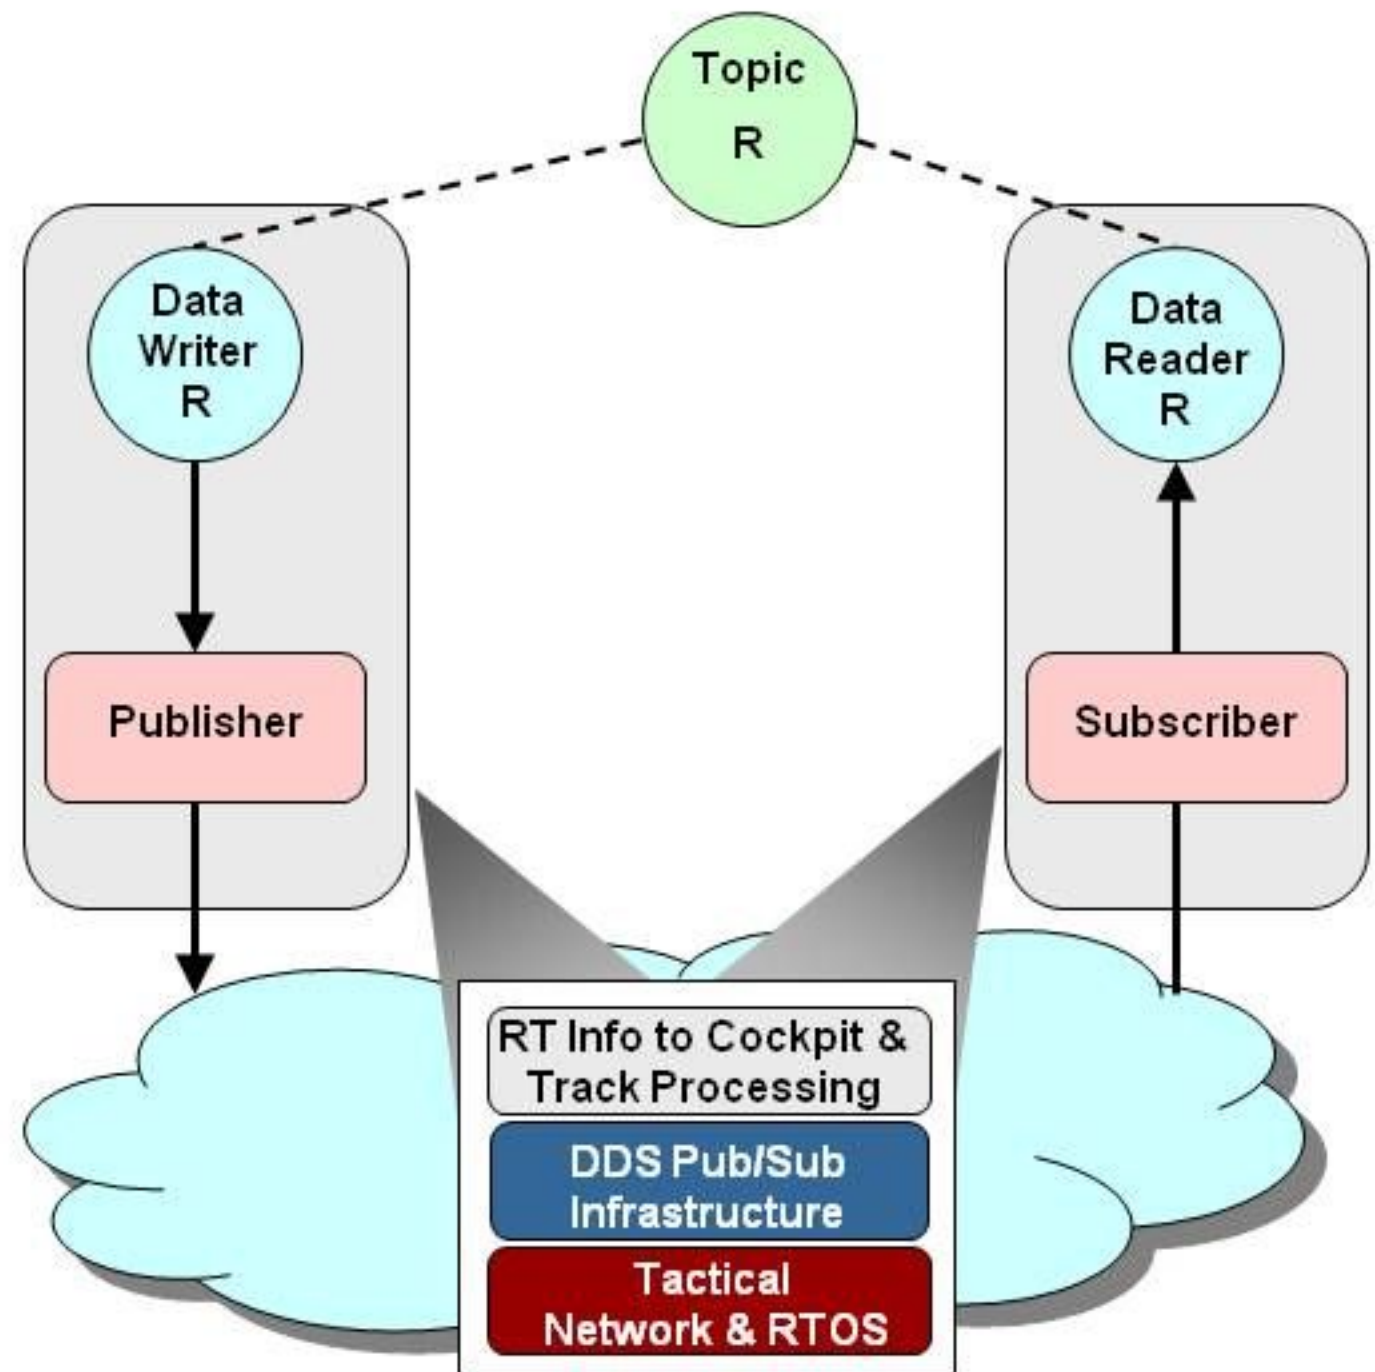 Topic
R
Data
Writer
R
Data
Reader
R
Publisher
Subscriber
RT Info to Cockpit &
Track Processing
DDS Pub/Sub
Infrastructure
Tactical
Network & RTOS